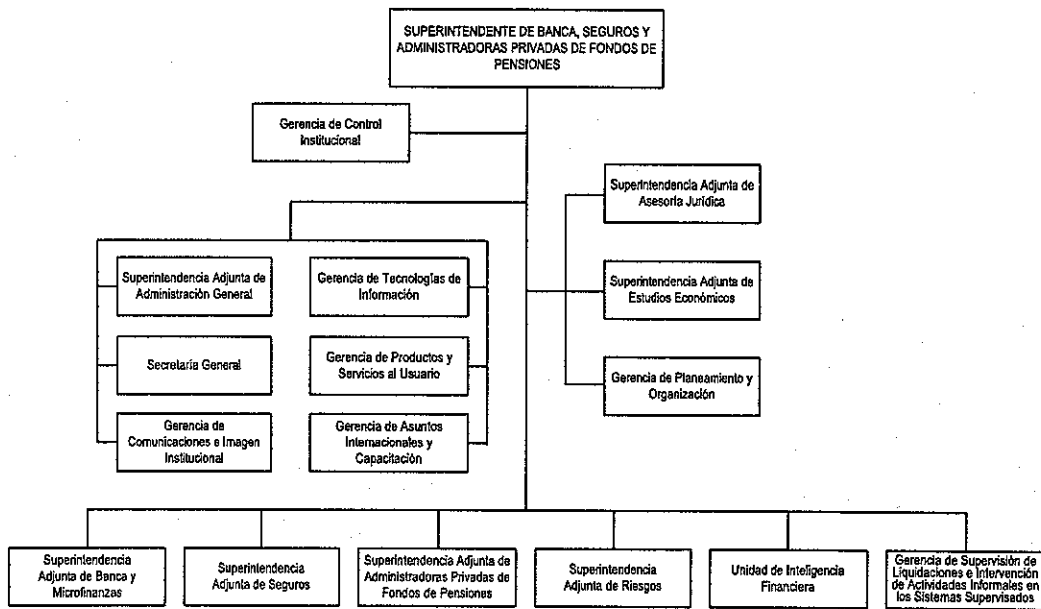 SUPERINTENDENTE DE BANCA, SEGUROS Y
ADMINISTRADORAS PRIVADAS DE FONDOS DE
PENSIONES
Gerencia de Control
Institucional
Superintendencia Adjunta de
Asesoría Jurídica
Superintendencia Adjunta de
Administración General
Gerencia de Tecnologías de
Información
Superintendencia Adjunta de
Estudios Económicos
Secretaría General
Gerencia de Productos y
Servicios al Usuario
Gerencia de Planeamiento y
Organización
Gerencia de
Comunicaciones e Imagen
Institucional
Gerencia de Asuntos
Internacionales y
Capacitación
Superintendencia
Adjunta de Banca y
Microfinanzas
Superintendencia
Adjunta de Seguros
Superintendencia Adjunta de
Administradoras Privadas de
Fondos de Pensiones
Superintendencia
Adjunta de Riesgos
Unidad de Inteligencia
Financiera
Gerencia de Supervisión de
Liquidaciones e Intervención
de Actividades Informales en
los Sistemas Supervisados